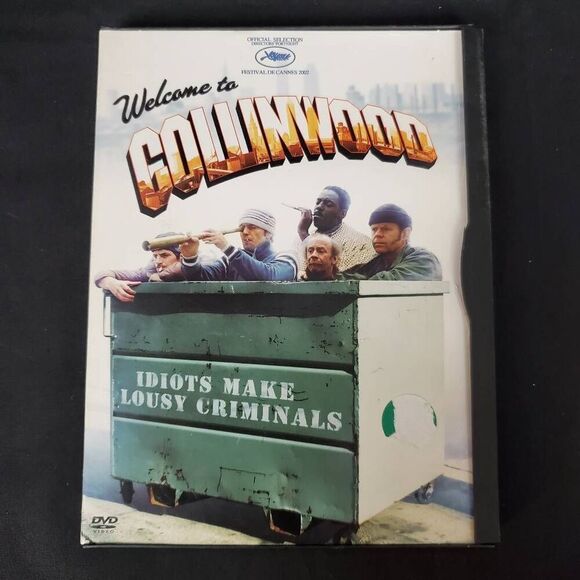 OFFICIAL SELECTION
DIRECTORS' FORTNIGHT
FESTIVAL DE CANNES 2002
Welcome to
COLLINWOOD
IDIOTS MAKE
LOUSY CRIMINALS
DVD
VIDEO